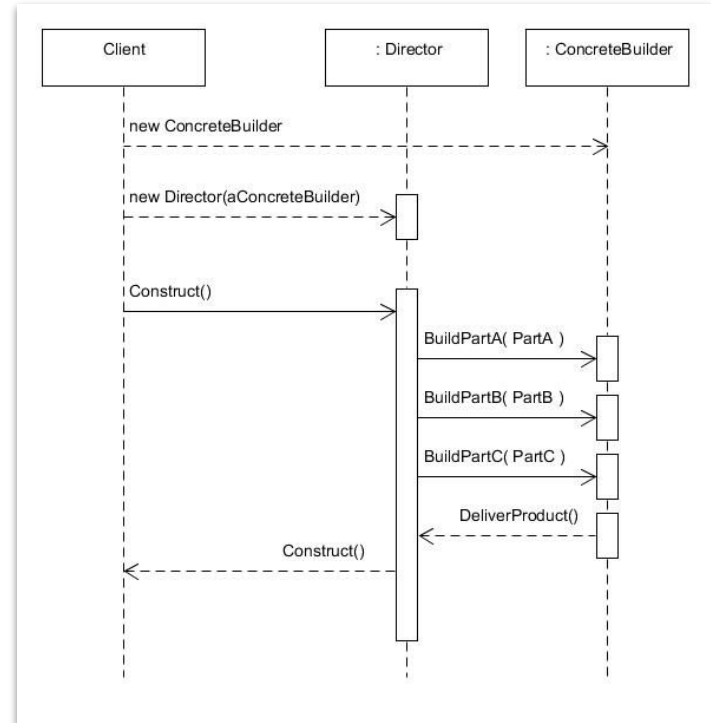 Client
: Director
: ConcreteBuilder
new ConcreteBuilder
new Director(aConcreteBuilder)
Construct()
BuildPartA( PartA )
BuildPartB( PartB )
BuildPartC( PartC )
DeliverProduct()
Construct()